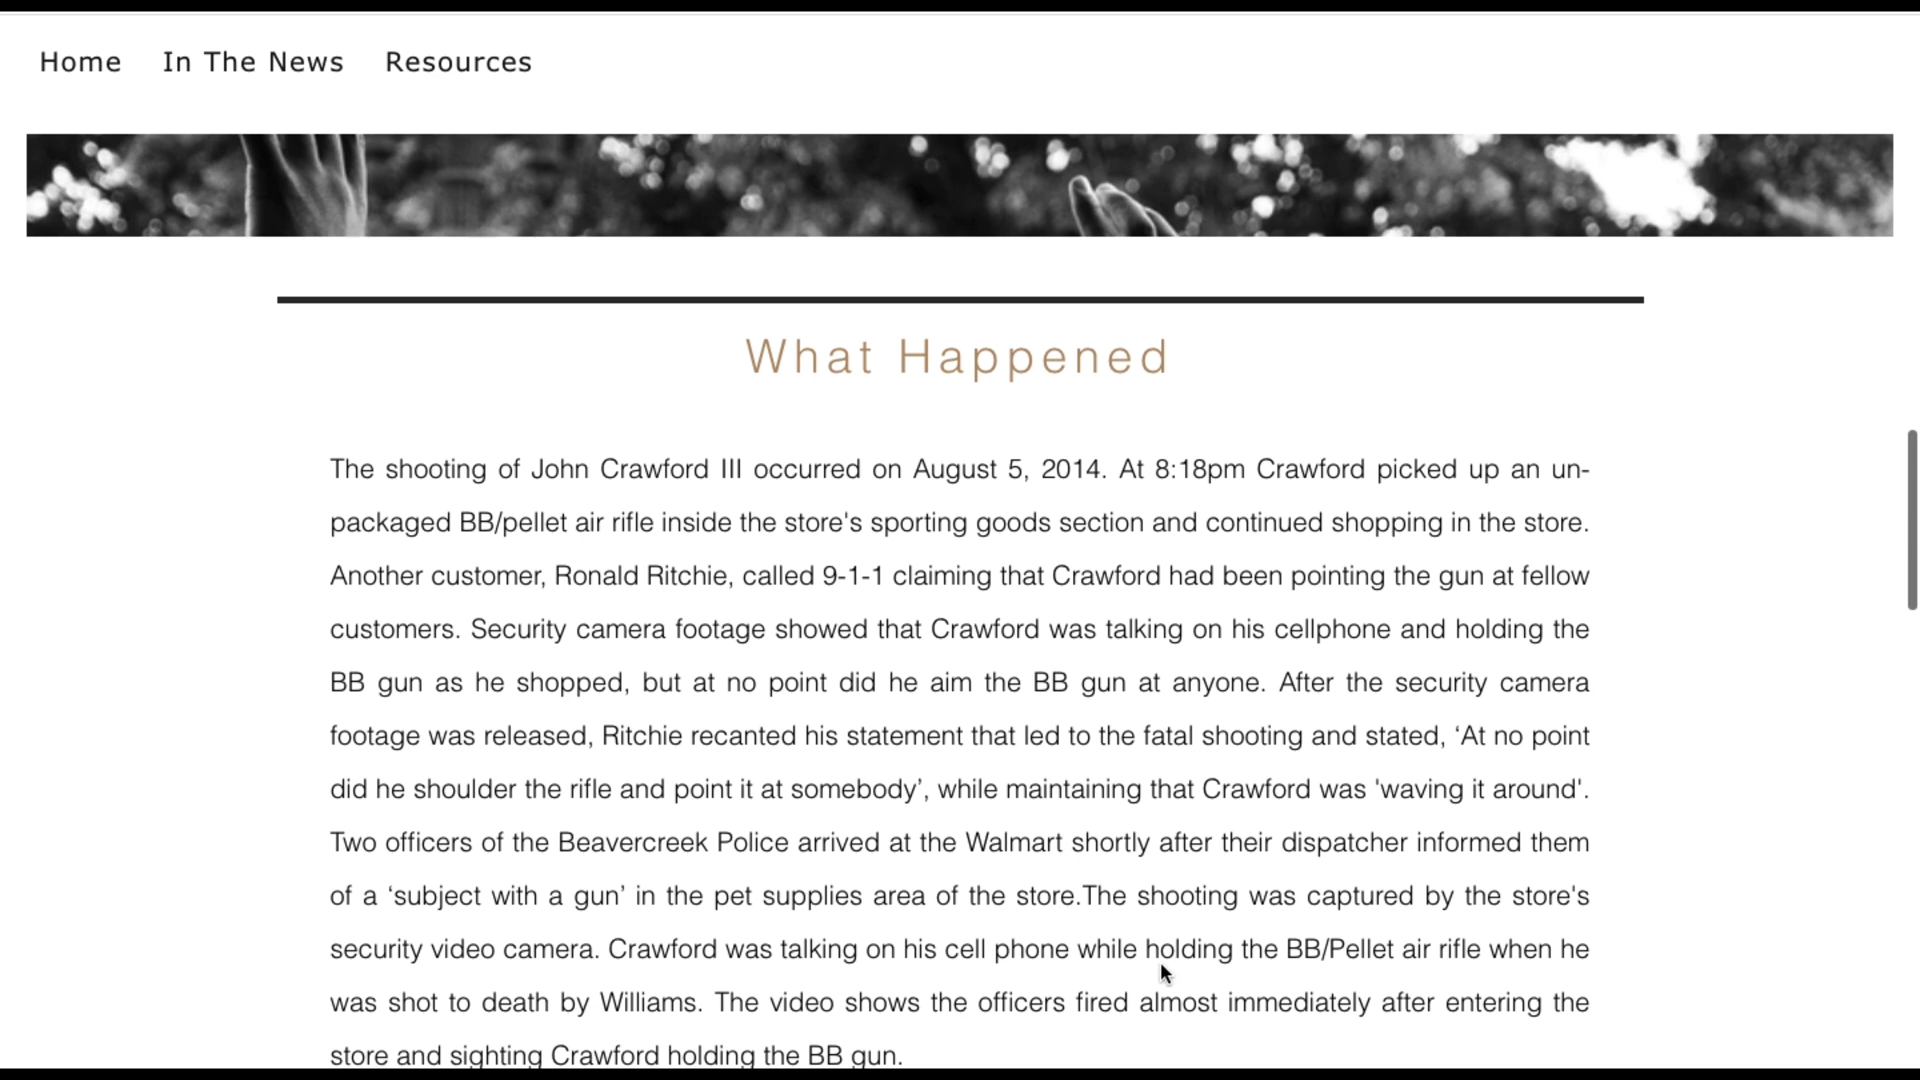 Home In The News Resources
What Happened
The shooting of John Crawford III occurred on August 5, 2014. At 8:18pm Crawford picked up an un-
packaged BB/pellet air rifle inside the store's sporting goods section and continued shopping in the store.
Another customer, Ronald Ritchie, called 9-1-1 claiming that Crawford had been pointing the gun at fellow
customers. Security camera footage showed that Crawford was talking on his cellphone and holding the
BB gun as he shopped, but at no point did he aim the BB gun at anyone. After the security camera
footage was released, Ritchie recanted his statement that led to the fatal shooting and stated, ‘At no point
did he shoulder the rifle and point it at somebody’, while maintaining that Crawford was 'waving it around'.
Two officers of the Beavercreek Police arrived at the Walmart shortly after their dispatcher informed them
of a ‘subject with a gun’ in the pet supplies area of the store.The shooting was captured by the store's
security video camera. Crawford was talking on his cell phone while holding the BB/Pellet air rifle when he
was shot to death by Williams. The video shows the officers fired almost immediately after entering the
store and sighting Crawford holding the BB gun.